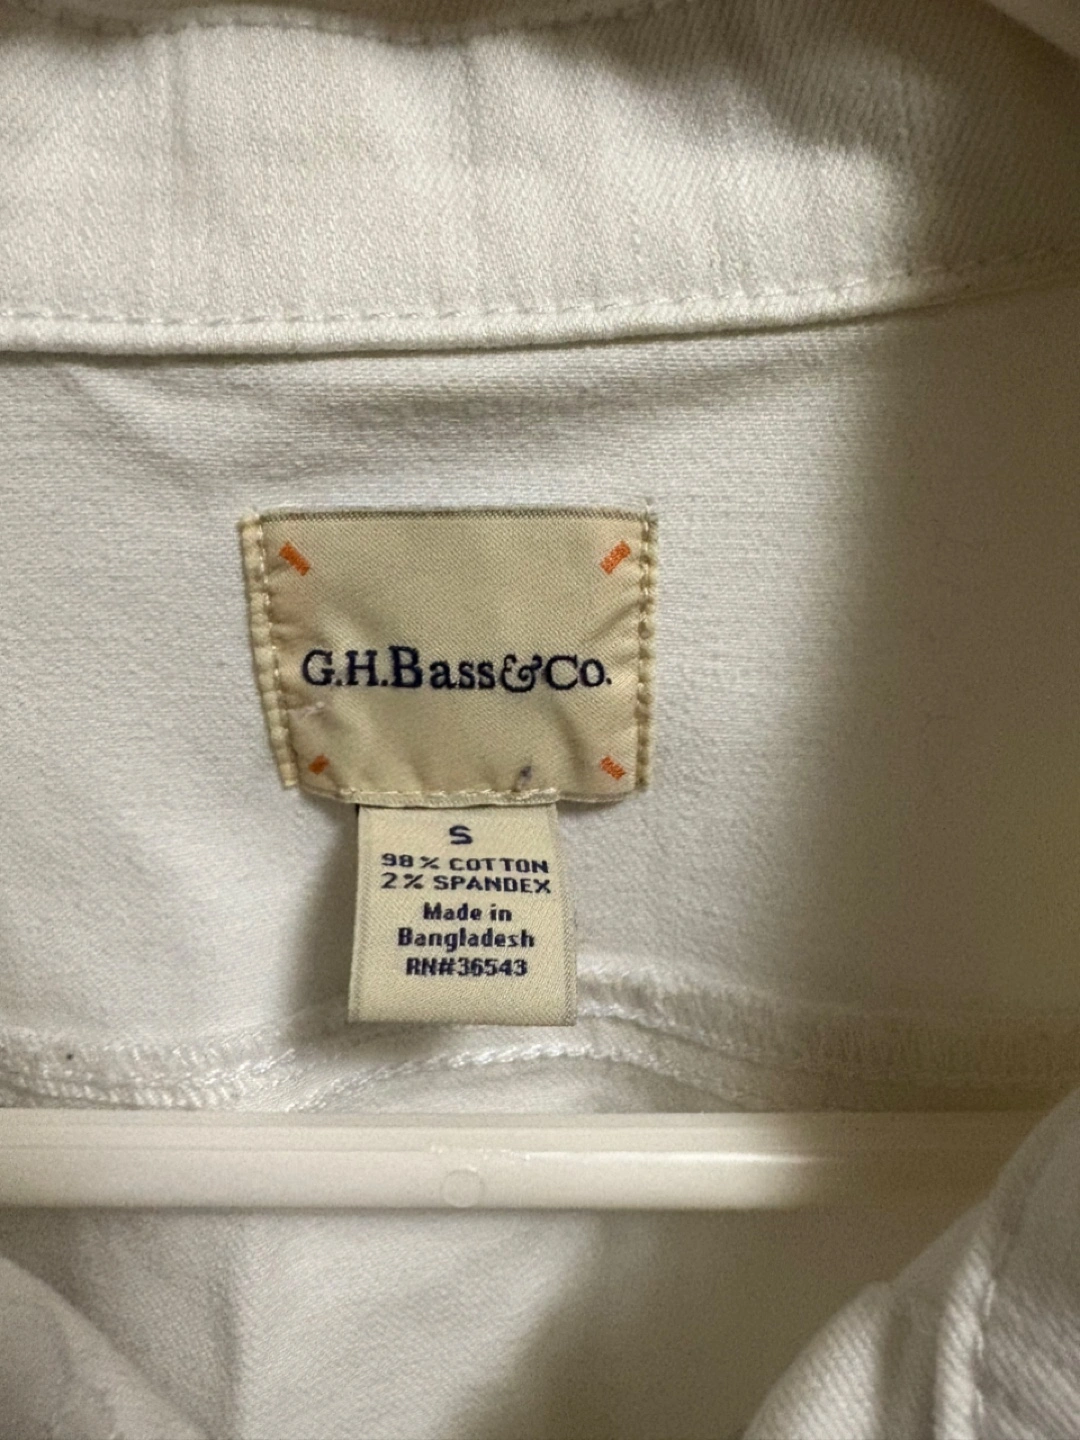 G.H.Bass&Co.
S
98% COTTON
2% SPANDEX
Made in
Bangladesh
RN#36543